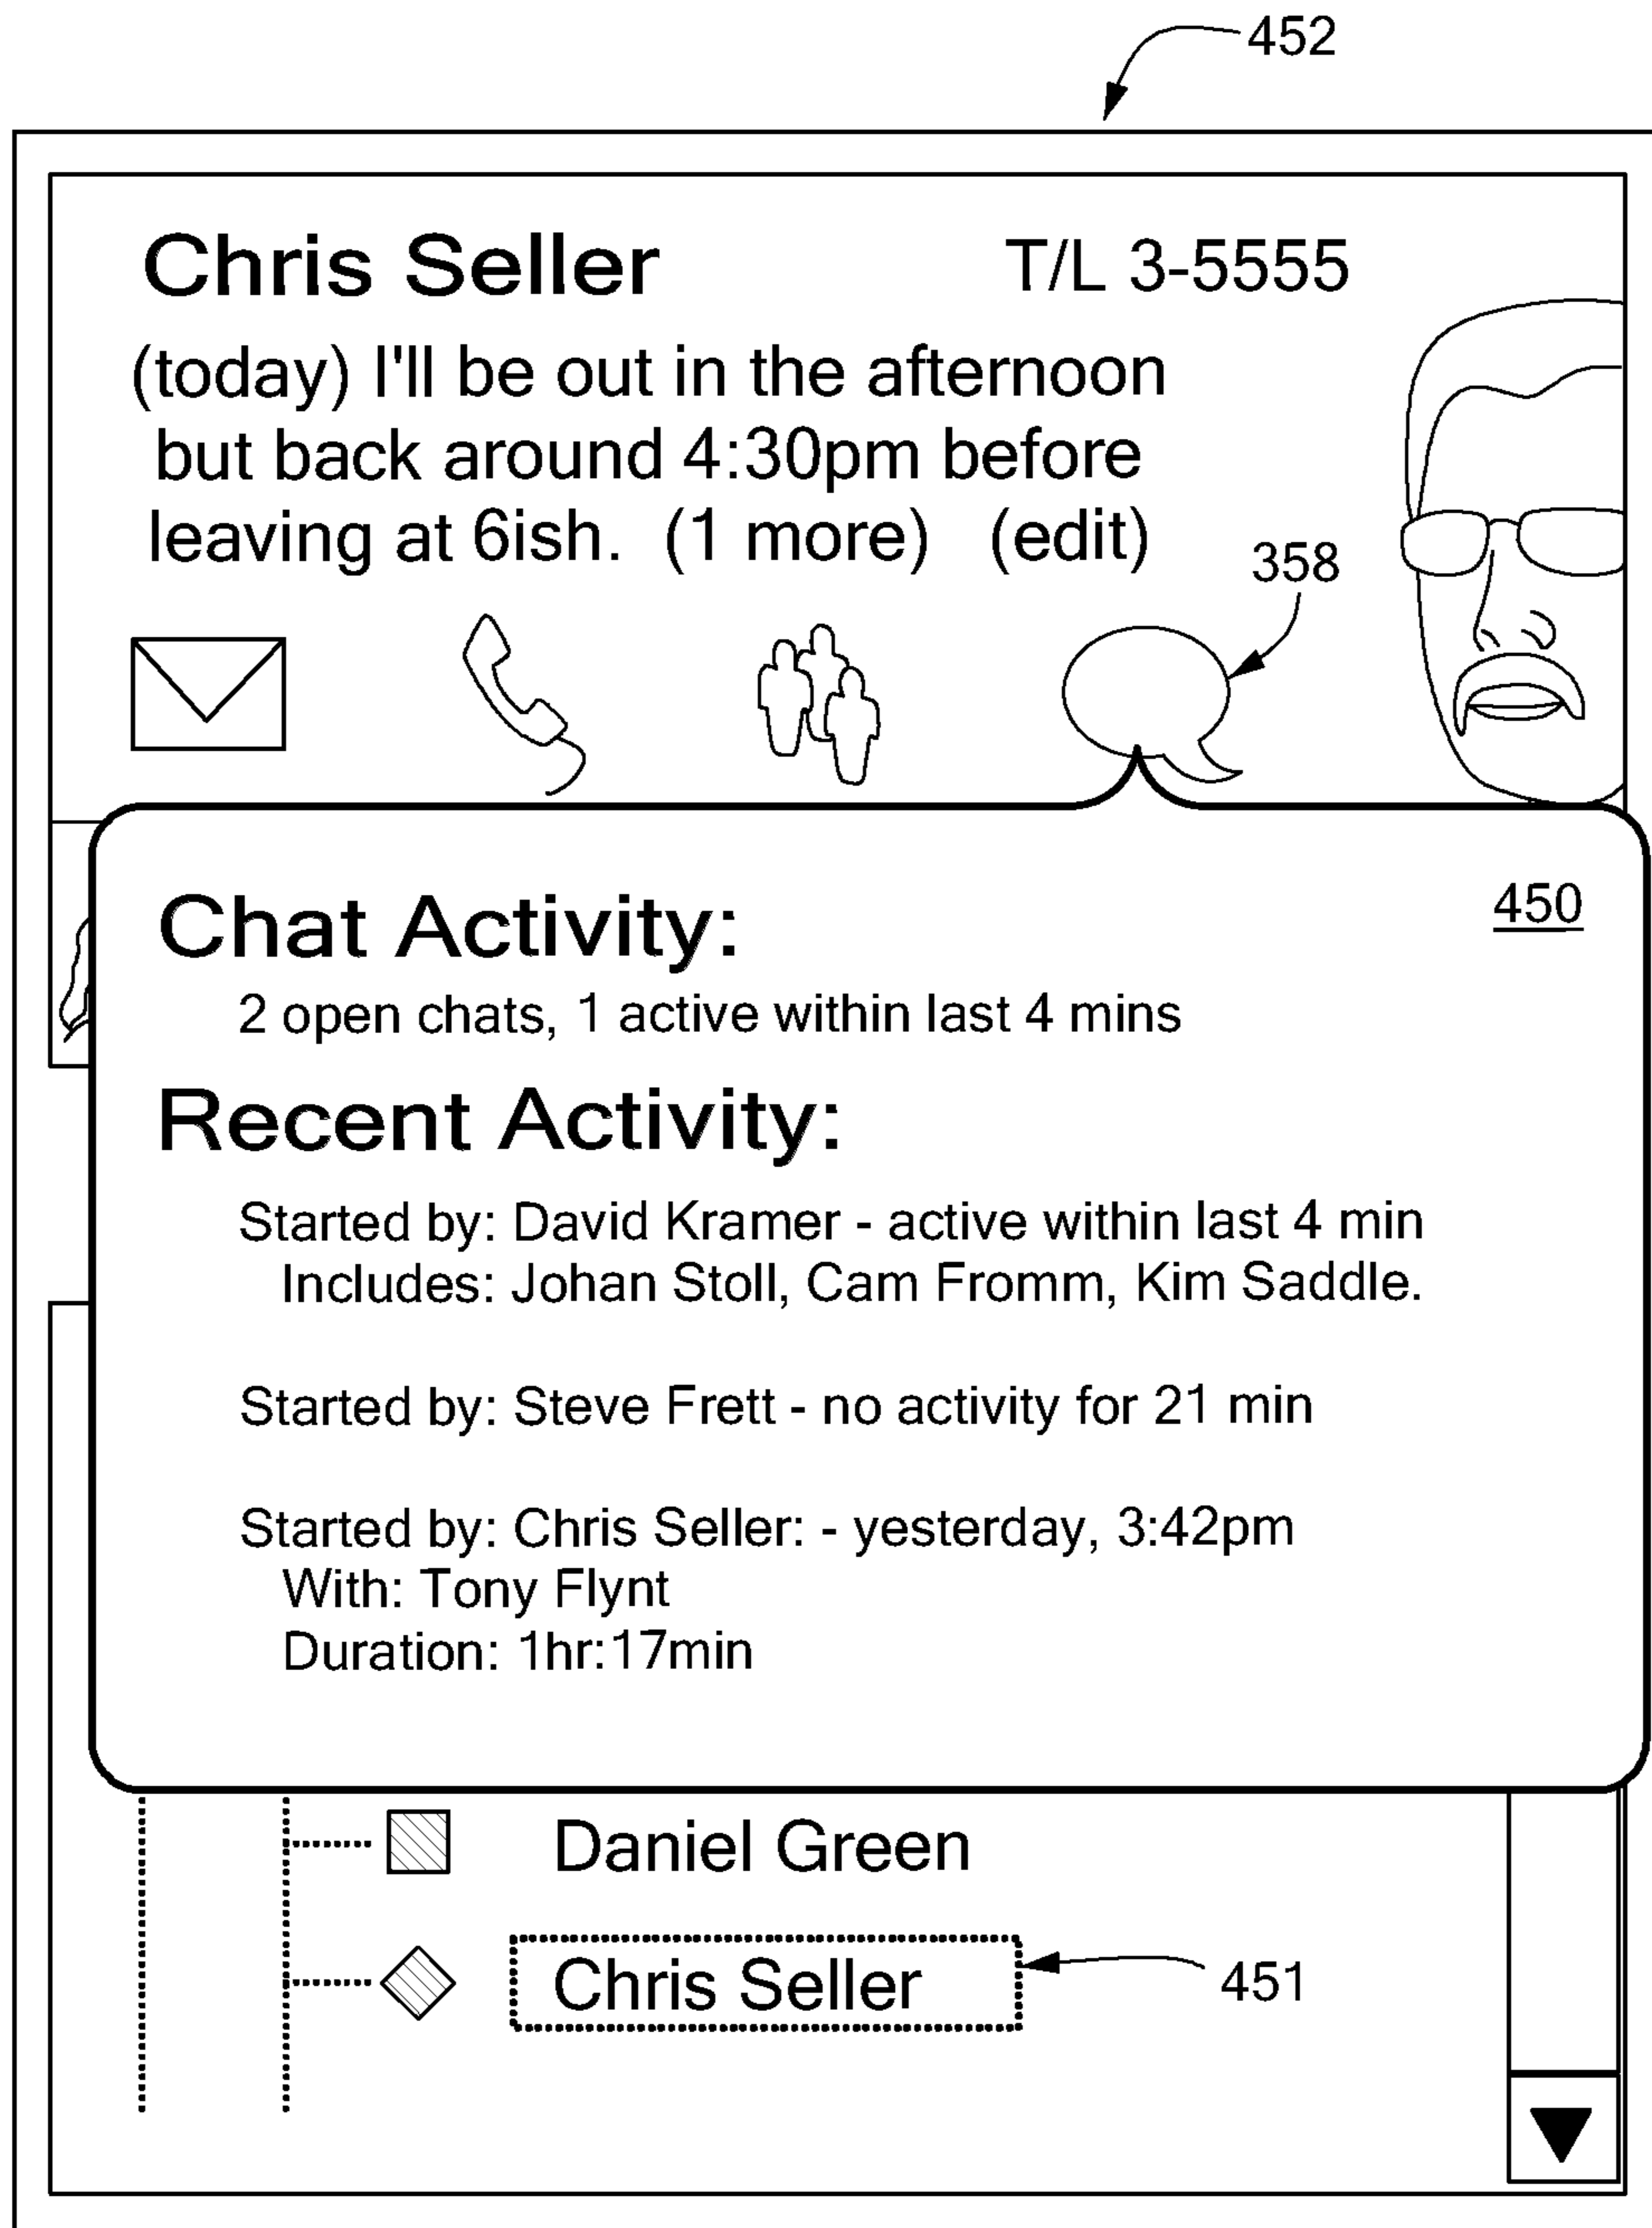 452
Chris Seller T/L 3-5555
(today) I'll be out in the afternoon
but back around 4:30pm before
leaving at 6ish. (1 more) (edit)
358
Chat Activity: 450
2 open chats, 1 active within last 4 mins
Recent Activity:
Started by: David Kramer - active within last 4 min
Includes: Johan Stoll, Cam Fromm, Kim Saddle.
Started by: Steve Frett - no activity for 21 min
Started by: Chris Seller: - yesterday, 3:42pm
With: Tony Flynt
Duration: 1hr:17min
Daniel Green
Chris Seller 451